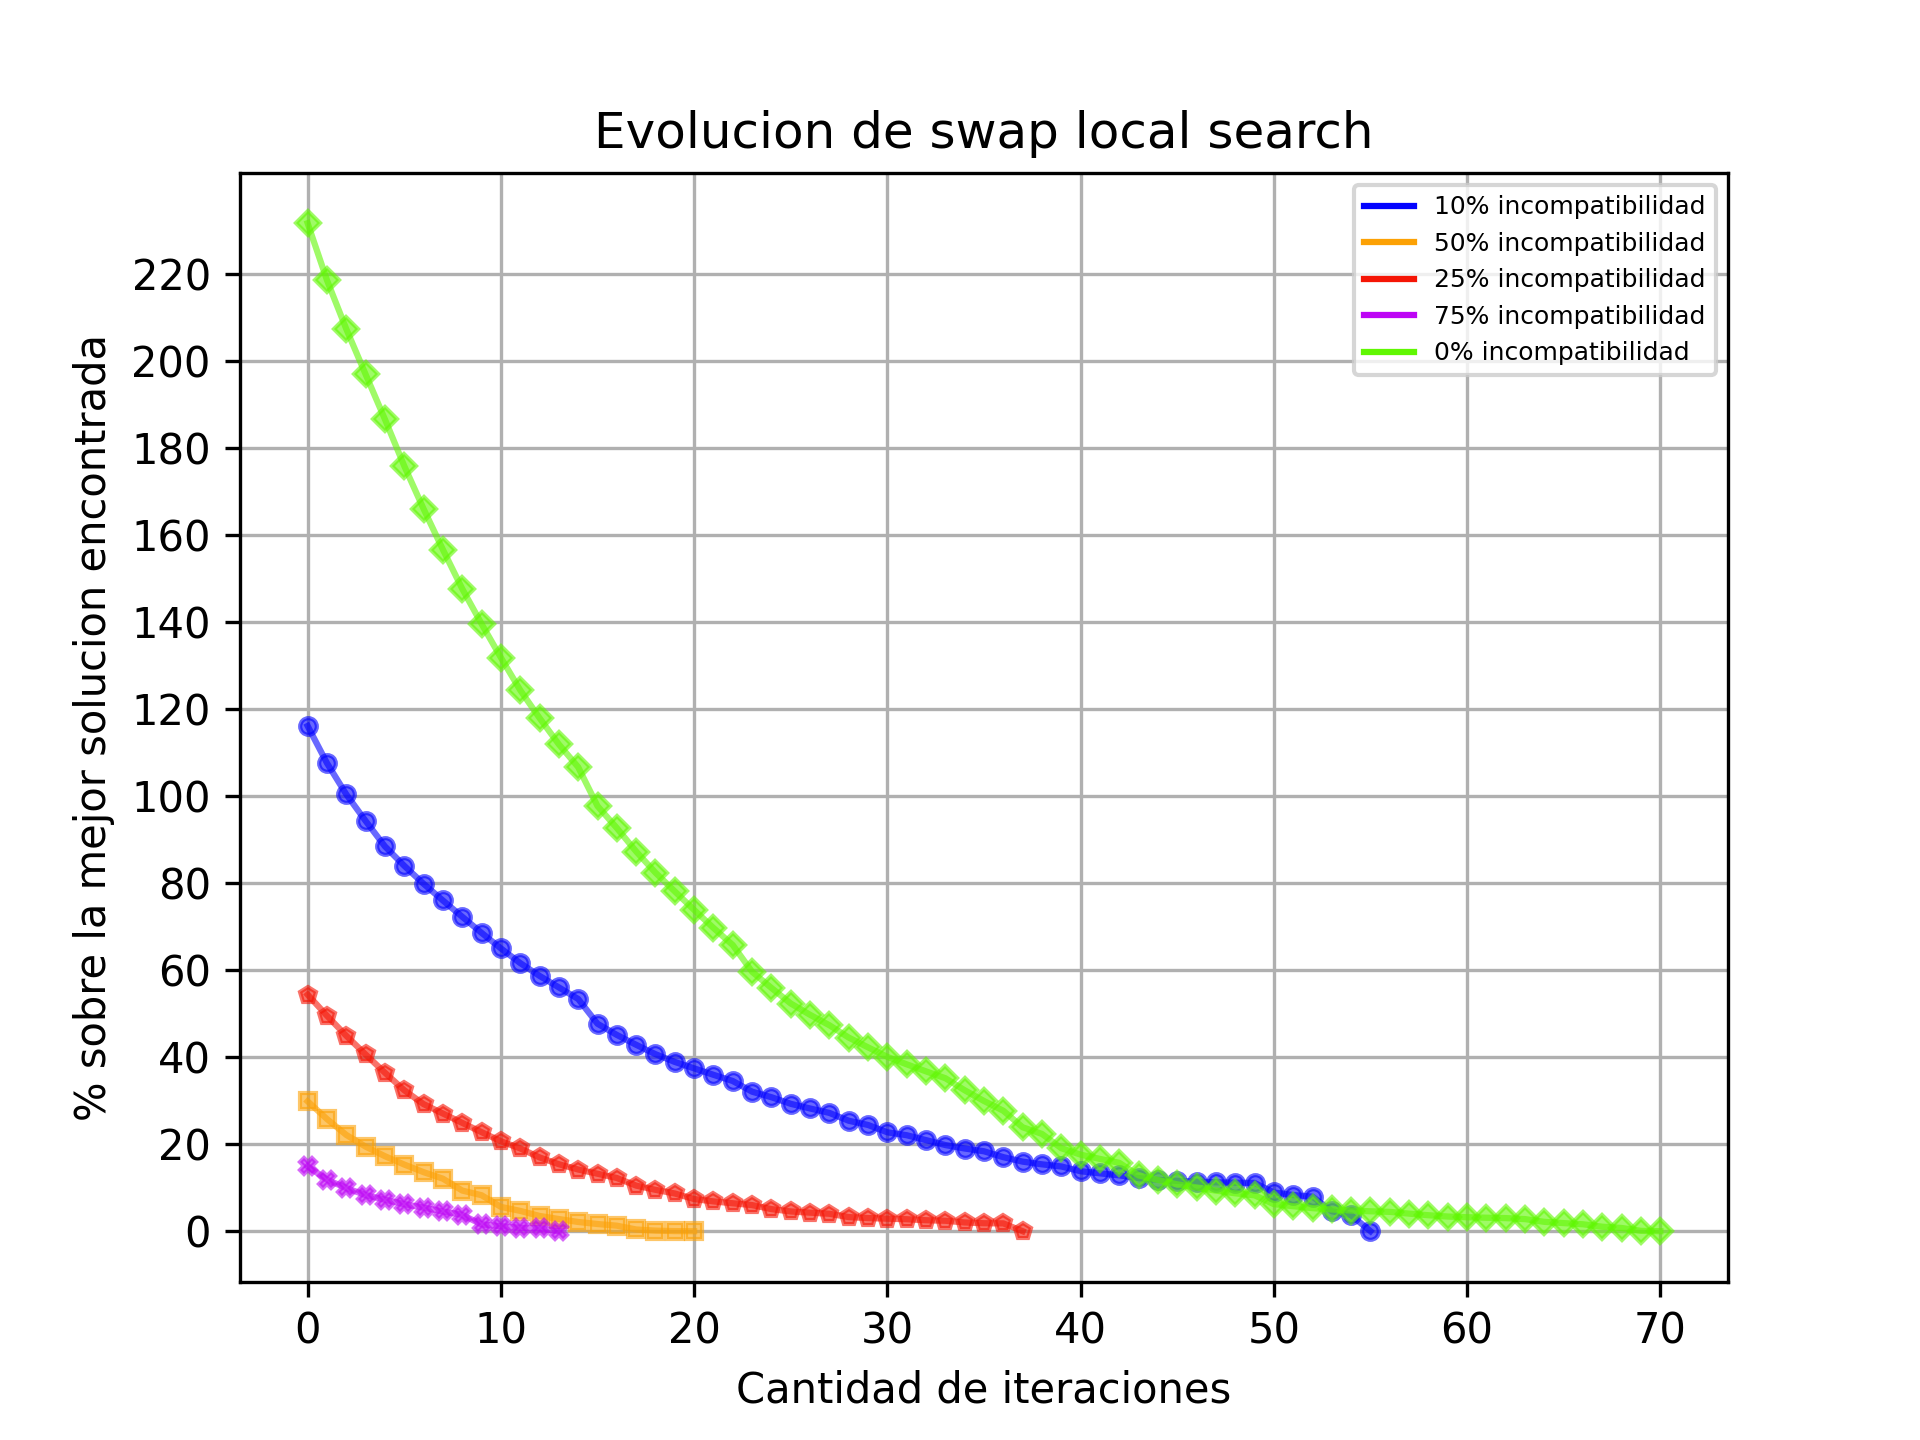 Evolucion de swap local search
10% incompatibilidad
50% incompatibilidad
25% incompatibilidad
75% incompatibilidad
0% incompatibilidad
% sobre la mejor solucion encontrada
220
200
180
160
140
120
100
80
60
40
20
0
0 10 20 30 40 50 60 70
Cantidad de iteraciones